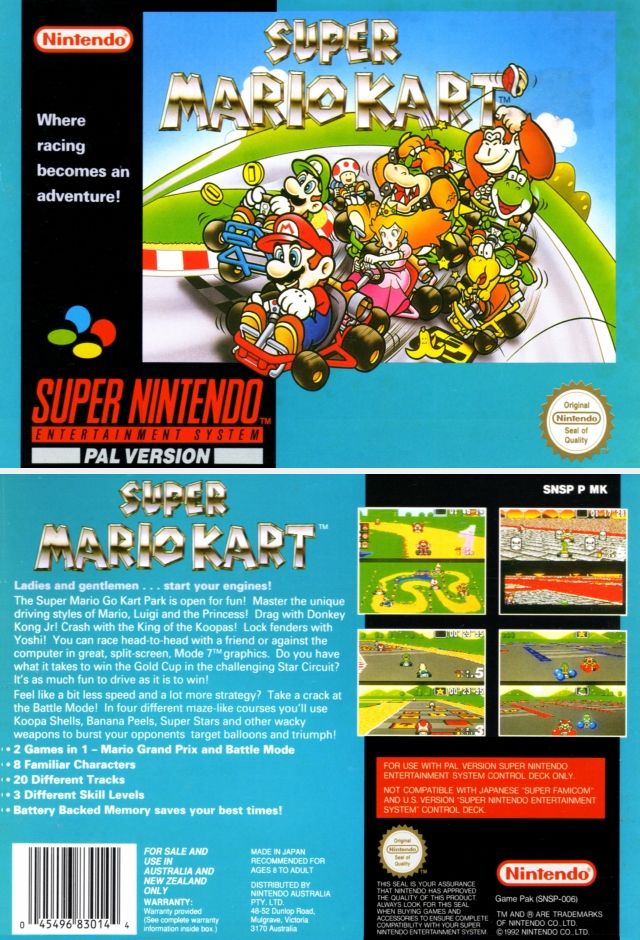 Nintendo
SUPER
MARIO KART™
Where
racing
becomes an
adventure!
SUPER NINTENDO™
ENTERTAINMENT SYSTEM
PAL VERSION
Original
Nintendo
Seal of
Quality
SUPER
MARIO KART™
Ladies and gentlemen . . . start your engines!
The Super Mario Go Kart Park is open for fun! Master the unique
driving styles of Mario, Luigi and the Princess! Drag with Donkey
Kong Jr! Crash with the King of the Koopas! Lock fenders with
Yoshi! You can race head-to-head with a friend or against the
computer in great, split-screen, Mode 7™ graphics. Do you have
what it takes to win the Gold Cup in the challenging Star Circuit?
It's as much fun to drive as it is to win!
Feel like a bit less speed and a lot more strategy? Take a crack at
the Battle Mode! In four different maze-like courses you'll use
Koopa Shells, Banana Peels, Super Stars and other wacky
weapons to burst your opponents target balloons and triumph!
• 2 Games in 1 – Mario Grand Prix and Battle Mode
• 8 Familiar Characters
• 20 Different Tracks
• 3 Different Skill Levels
• Battery Backed Memory saves your best times!
0 45496 83014 4
FOR SALE AND
USE IN
AUSTRALIA AND
NEW ZEALAND
ONLY
WARRANTY:
Warranty provided
(See complete warranty
information inside box.)
MADE IN JAPAN
RECOMMENDED FOR
AGES 6 TO ADULT
DISTRIBUTED BY
NINTENDO AUSTRALIA
PTY. LTD.
48-52 Dunlop Road,
Mulgrave, Victoria
3170 Australia
SNSP P MK
FOR USE WITH PAL VERSION SUPER NINTENDO
ENTERTAINMENT SYSTEM CONTROL DECK ONLY.
NOT COMPATIBLE WITH JAPANESE "SUPER FAMICOM"
AND U.S. VERSION "SUPER NINTENDO ENTERTAINMENT
SYSTEM" CONTROL DECK.
Original
Nintendo
Seal of
Quality
THIS SEAL IS YOUR ASSURANCE
THAT NINTENDO HAS APPROVED
THE QUALITY OF THIS PRODUCT.
ALWAYS LOOK FOR THIS SEAL
WHEN BUYING GAMES AND
ACCESSORIES TO ENSURE COMPLETE
COMPATIBILITY WITH YOUR SUPER
NINTENDO ENTERTAINMENT SYSTEM.
Nintendo
Game Pak (SNSP-006)
TM AND ® ARE TRADEMARKS
OF NINTENDO CO. LTD.
© 1992 NINTENDO CO. LTD.